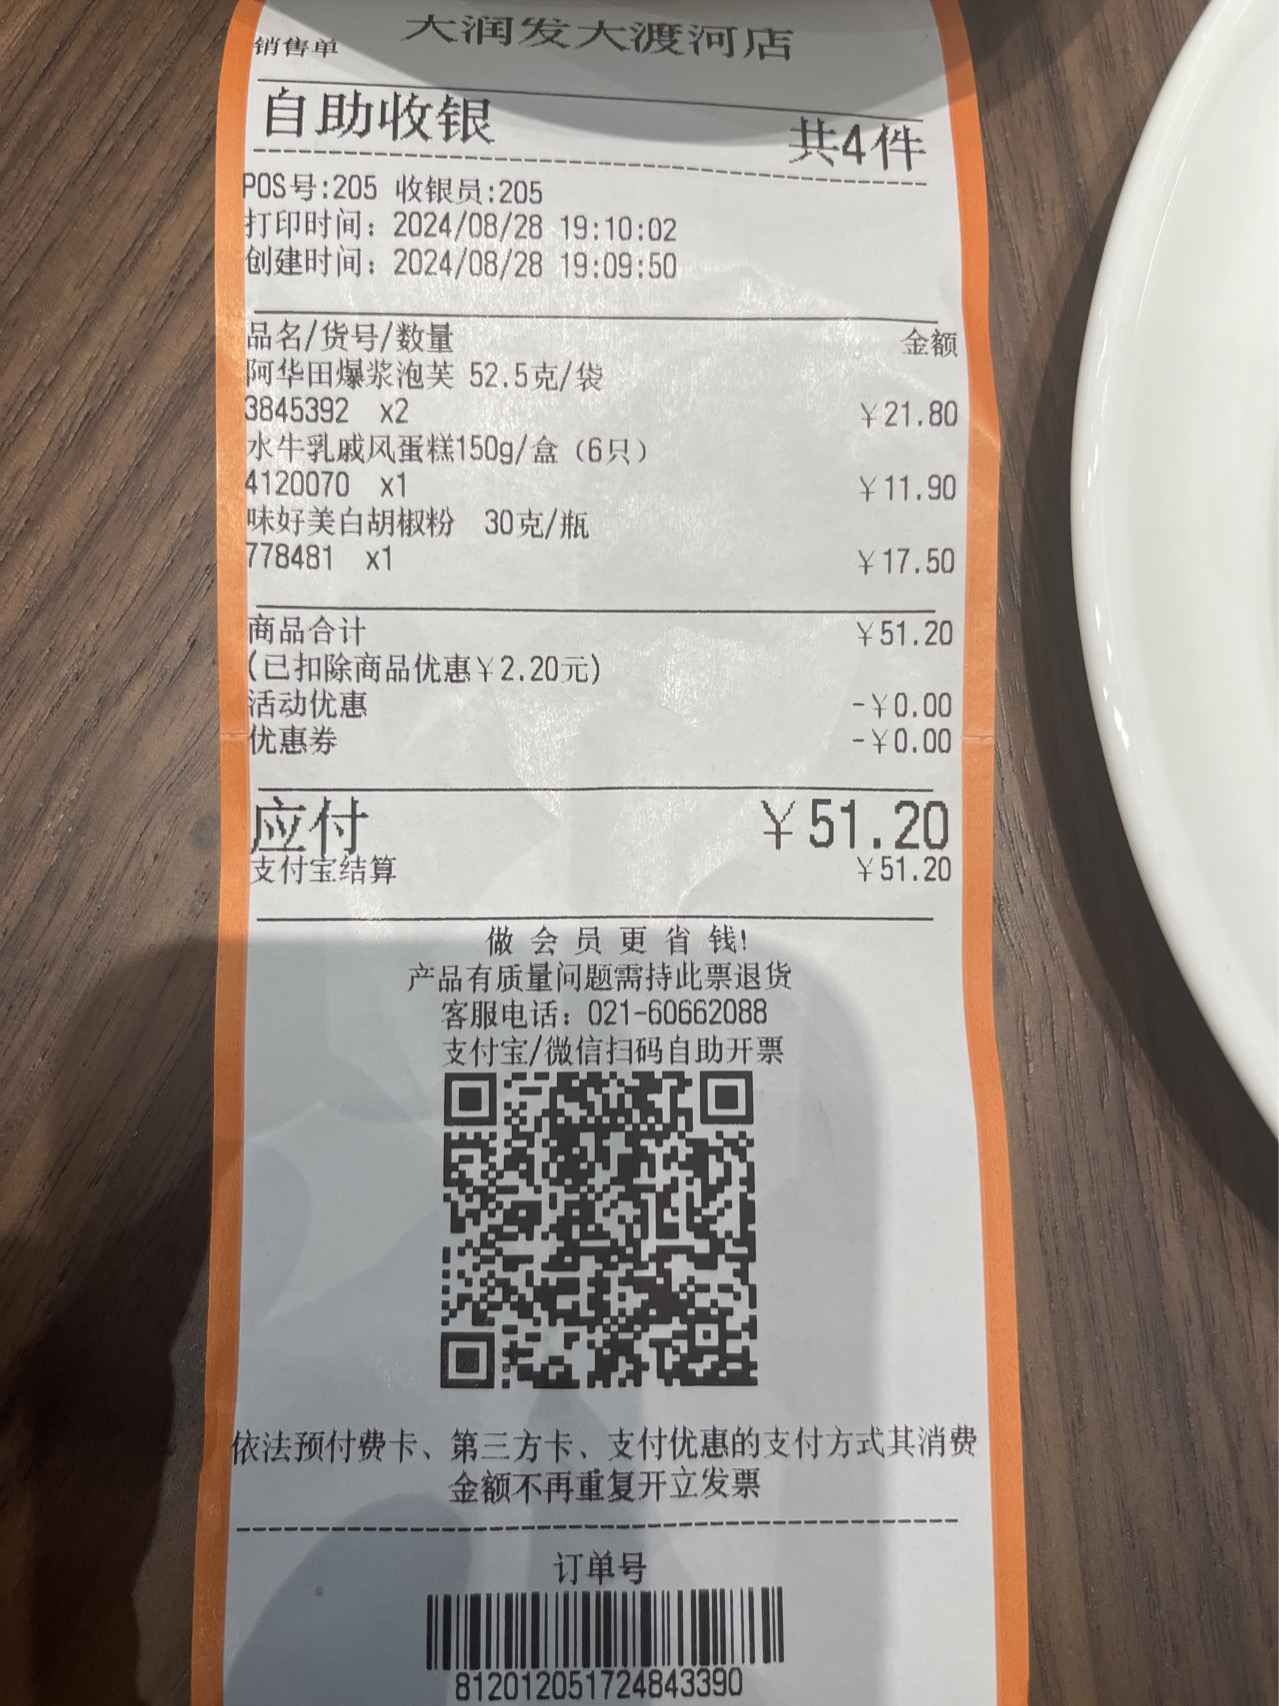 大润发大渡河店
销售单
自助收银 共4件
POS号:205 收银员:205
打印时间：2024/08/28 19:10:02
创建时间：2024/08/28 19:09:50
品名/货号/数量 金额
阿华田爆浆泡芙 52.5克/袋
3845392 x2 ￥21.80
水牛乳戚风蛋糕150g/盒（6只）
4120070 x1 ￥11.90
味好美白胡椒粉 30克/瓶
778481 x1 ￥17.50
商品合计 ￥51.20
(已扣除商品优惠￥2.20元)
活动优惠 -￥0.00
优惠券 -￥0.00
应付 ￥51.20
支付宝结算 ￥51.20
做会员更省钱!
产品有质量问题需持此票退货
客服电话：021-60662088
支付宝/微信扫码自助开票
依法预付费卡、第三方卡、支付优惠的支付方式其消费
金额不再重复开立发票
订单号
812012051724843390